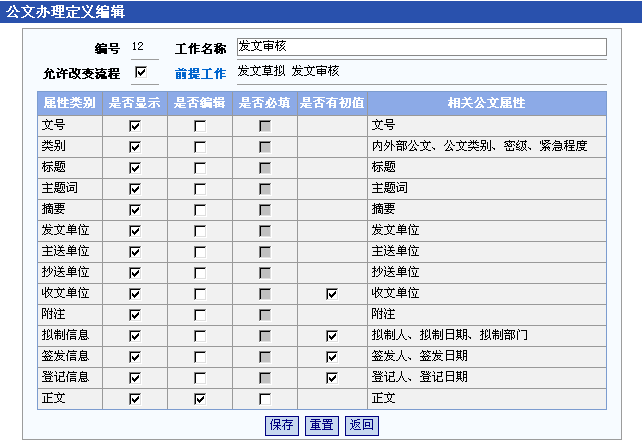 公文办理定义编辑
编号 12 工作名称 发文审核
允许改变流程 前提工作 发文草拟 发文审核
属性类别 是否显示 是否编辑 是否必填 是否有初值 相关公文属性
文号 文号
类别 内外部公文、公文类别、密级、紧急程度
标题 标题
主题词 主题词
摘要 摘要
发文单位 发文单位
主送单位 主送单位
抄送单位 抄送单位
收文单位 收文单位
附注 附注
拟制信息 拟制人、拟制日期、拟制部门
签发信息 签发人、签发日期
登记信息 登记人、登记日期
正文 正文
保存 重置 返回